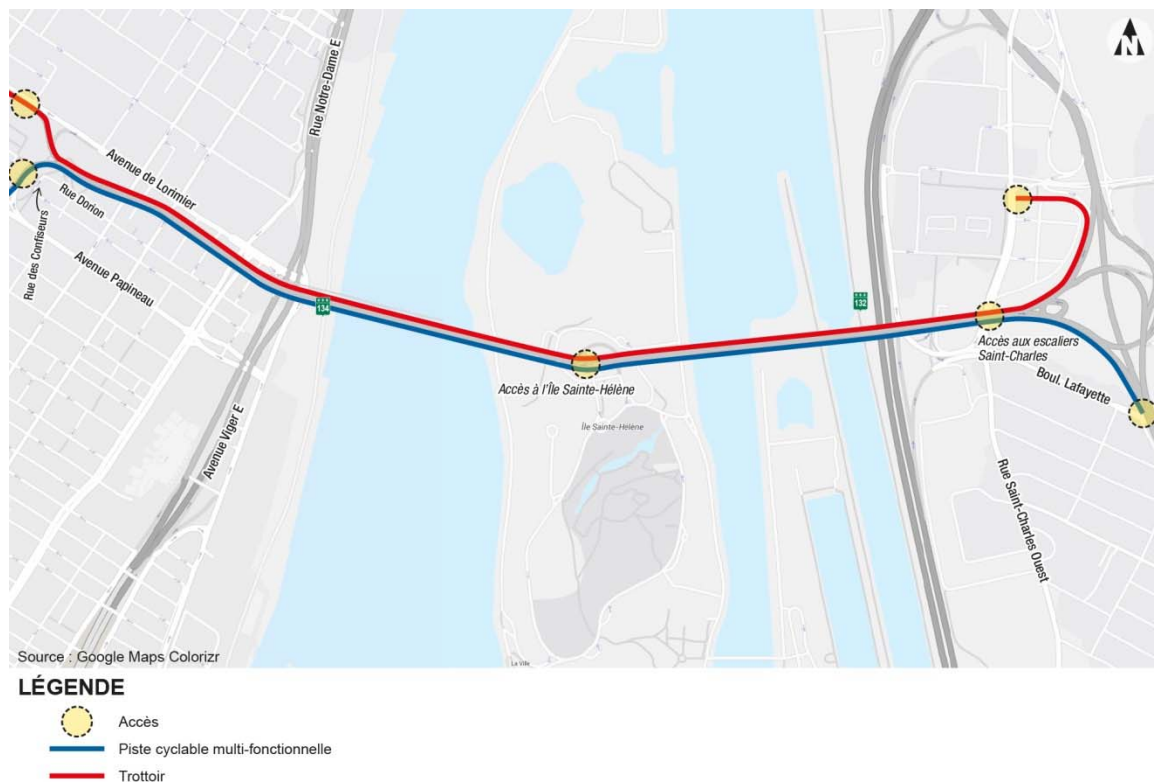 N
Rue Notre-Dame E
Avenue de Lorimier
Rue Dorion
Rue des Confiseurs
Avenue Papineau
134
132
Accès aux escaliers
Saint-Charles
Boul. Lafayette
Accès à l'Île Sainte-Hélène
Île Sainte-Hélène
Avenue Viger E
Rue Saint-Charles Ouest
La Ville
Source : Google Maps Colorizr
LÉGENDE
Accès
Piste cyclable multi-fonctionnelle
Trottoir